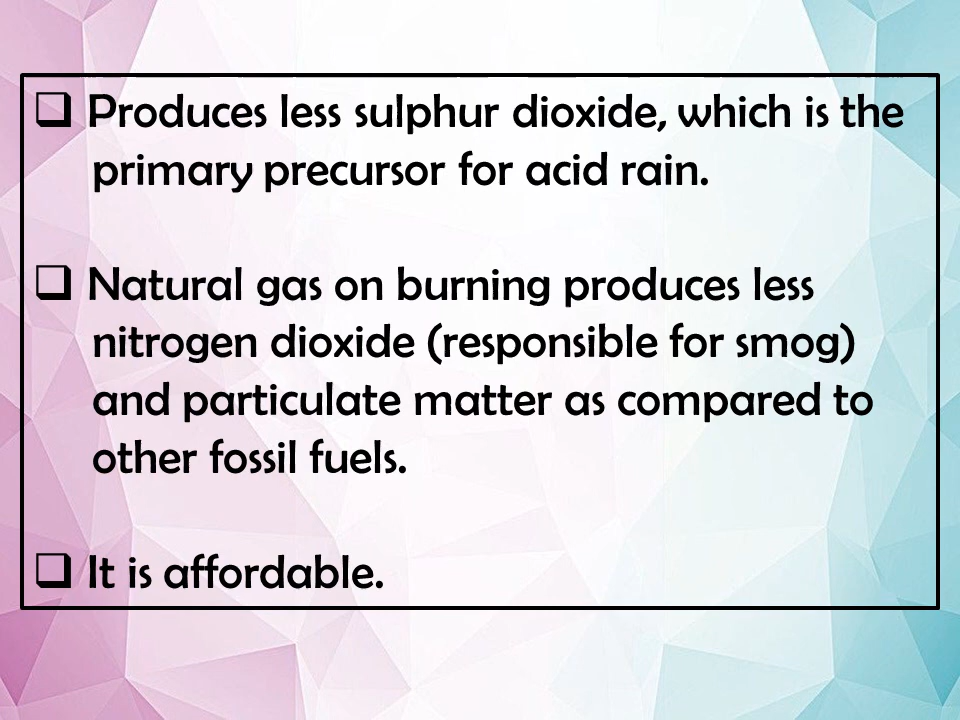 ❑ Produces less sulphur dioxide, which is the
primary precursor for acid rain.
❑ Natural gas on burning produces less
nitrogen dioxide (responsible for smog)
and particulate matter as compared to
other fossil fuels.
❑ It is affordable.